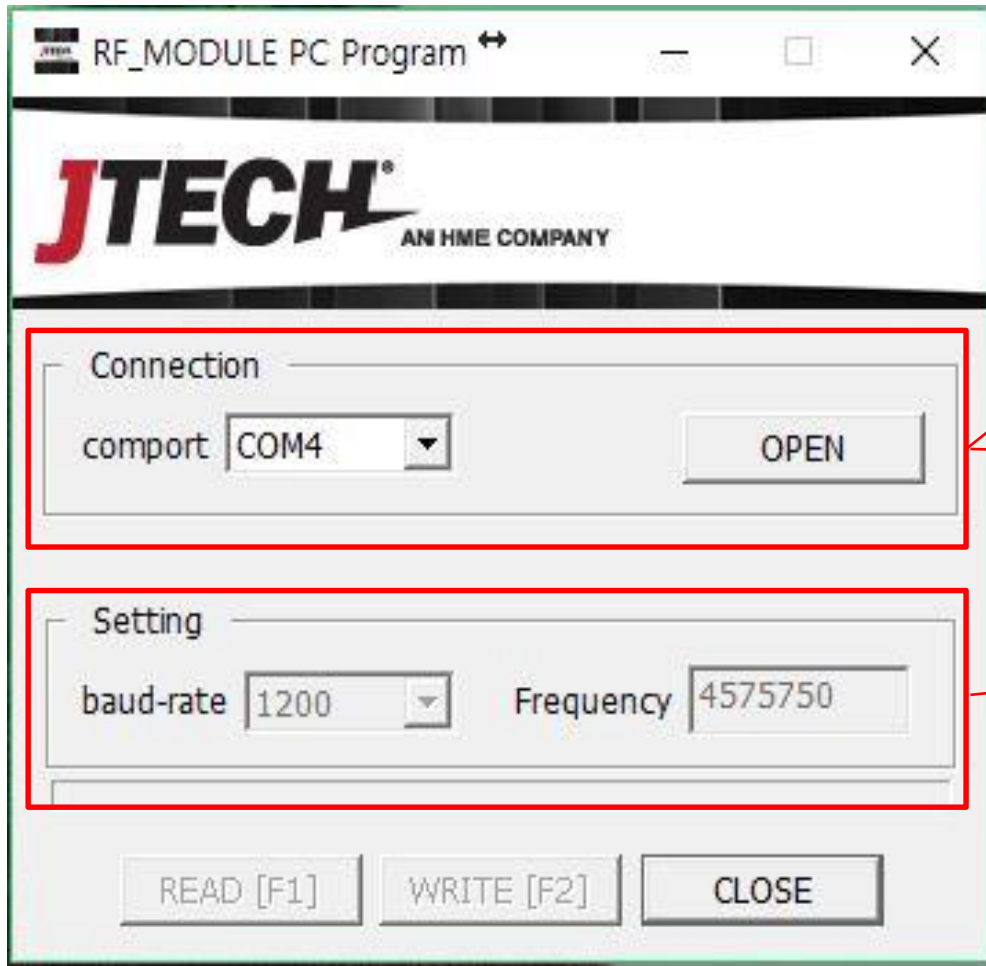 RF_MODULE PC Program
JTECH®
AN HME COMPANY
Connection
comport COM4 OPEN
Setting
baud-rate 1200 Frequency 4575750
READ [F1] WRITE [F2] CLOSE